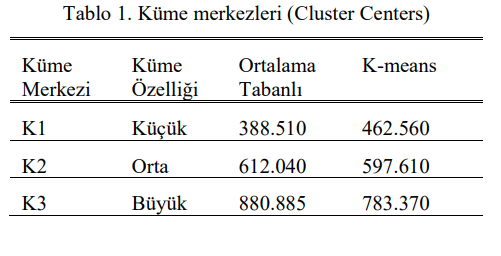 Tablo 1. Küme merkezleri (Cluster Centers)
Küme Küme Ortalama K-means
Merkezi Özelliği Tabanlı
K1 Küçük 388.510 462.560
K2 Orta 612.040 597.610
K3 Büyük 880.885 783.370